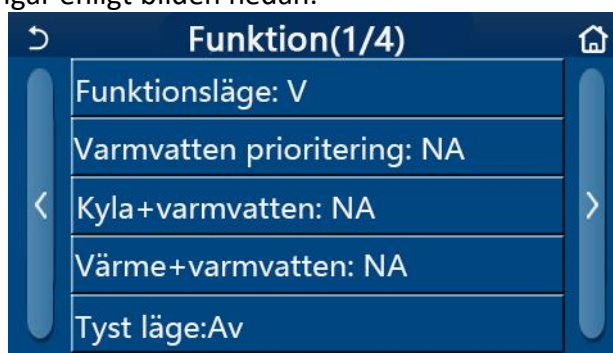 enligt bilden nedan:
Funktion(1/4)
Funktionsläge: V
Varmvatten prioritering: NA
Kyla+varmvatten: NA
Värme+varmvatten: NA
Tyst läge:Av